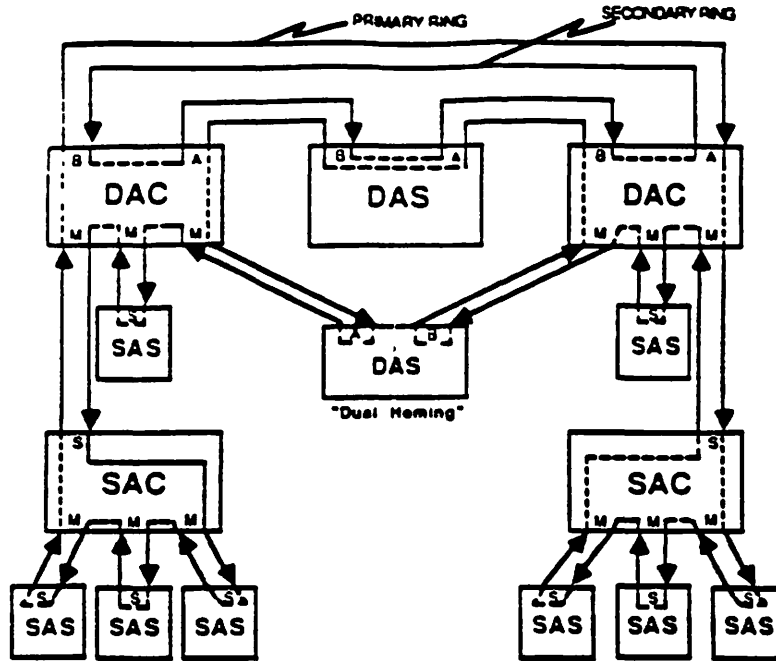 PRIMARY RING
SECONDARY RING
B A B A B A
DAC DAS DAC
M M M M M M
S S
SAS A B SAS
DAS
"Dual Homing"
S S
SAC SAC
M M M M M M
S S S S S S
SAS SAS SAS SAS SAS SAS